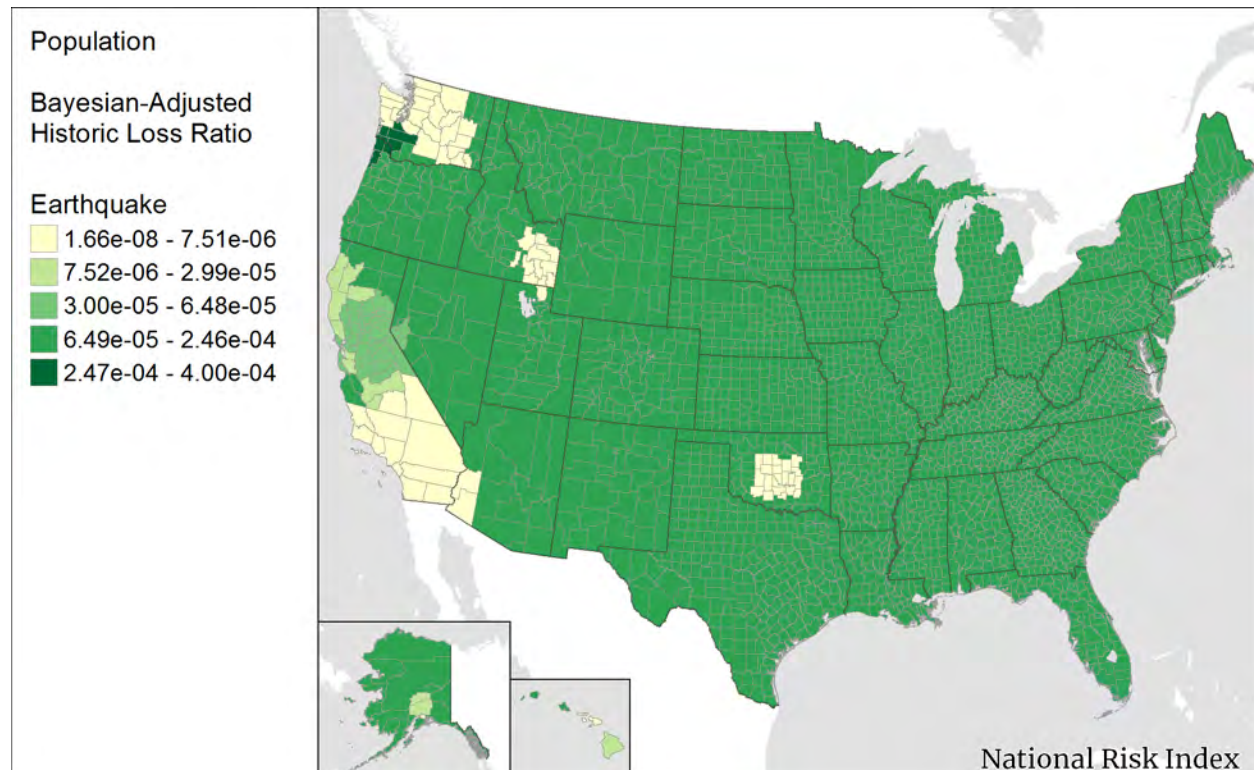 Population
Bayesian-Adjusted
Historic Loss Ratio
Earthquake
1.66e-08 - 7.51e-06
7.52e-06 - 2.99e-05
3.00e-05 - 6.48e-05
6.49e-05 - 2.46e-04
2.47e-04 - 4.00e-04
National Risk Index